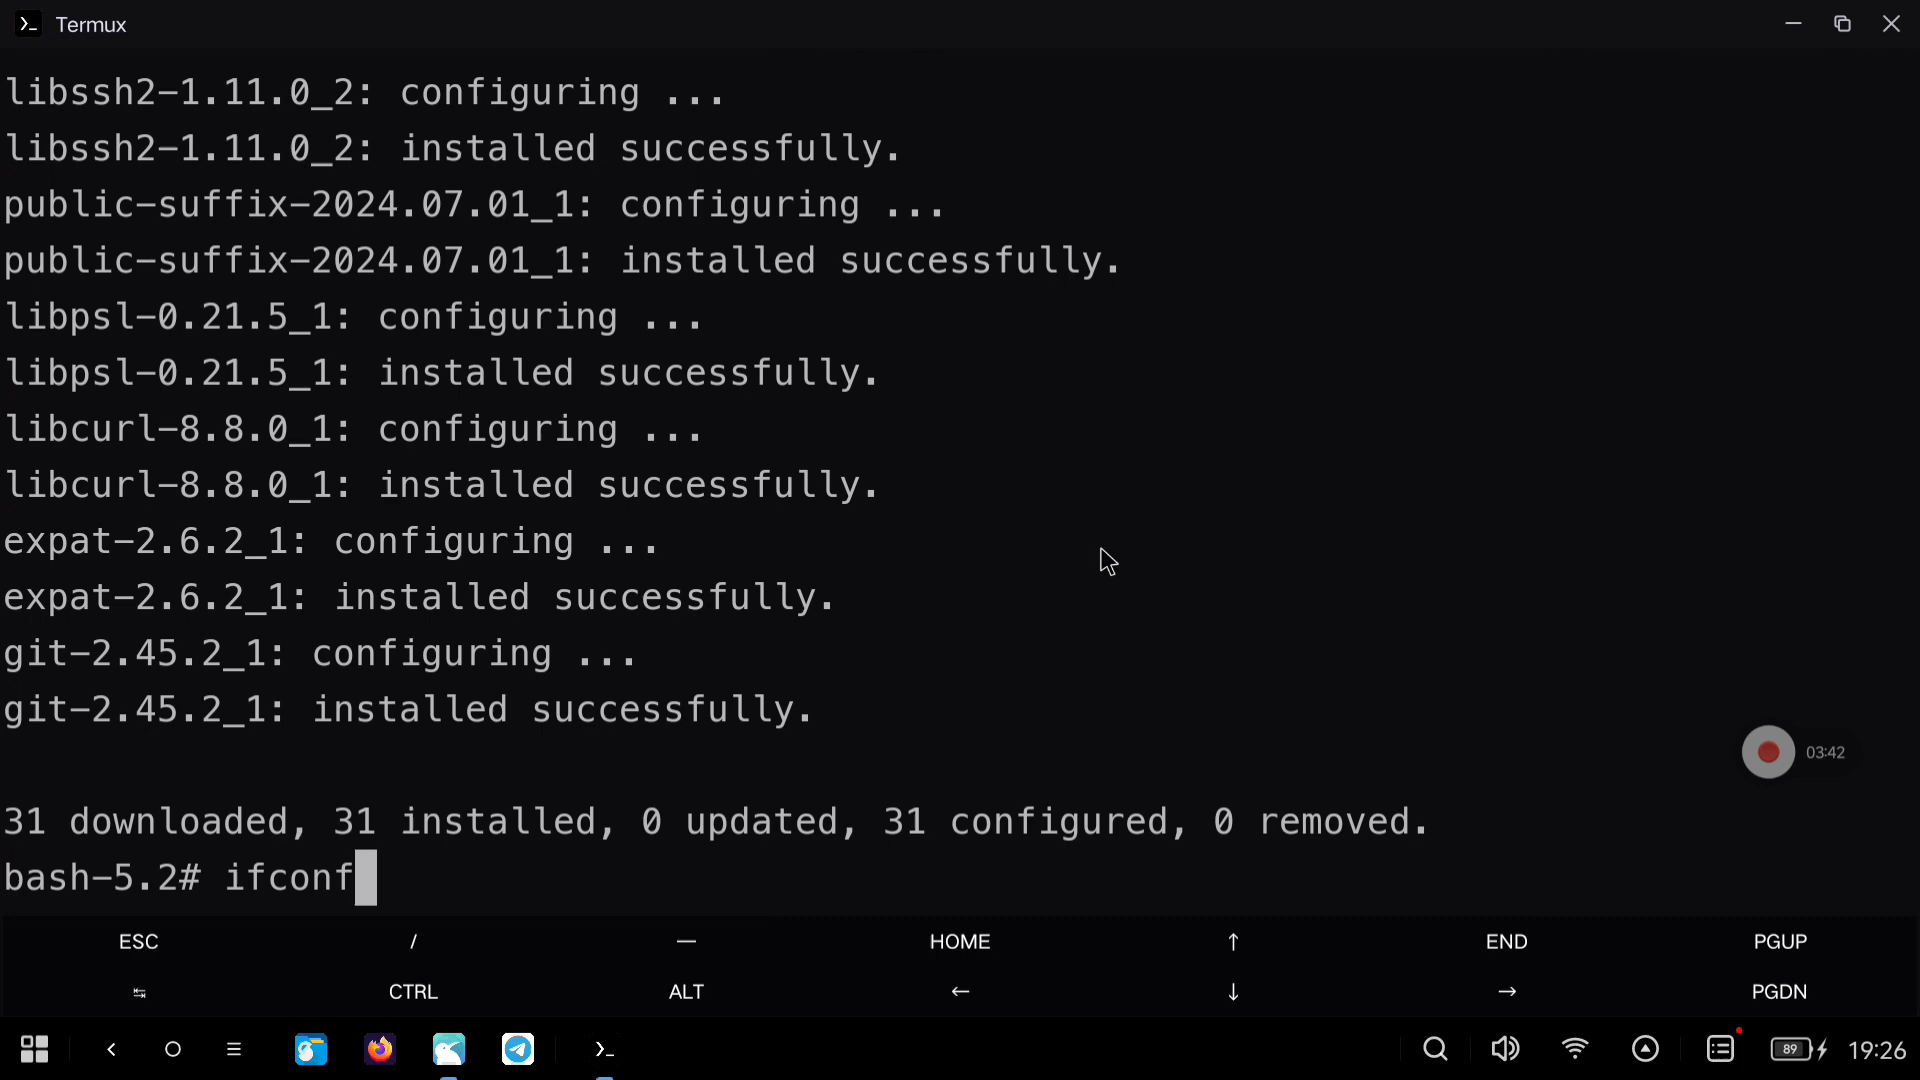 Termux
libssh2-1.11.0_2: configuring ...
libssh2-1.11.0_2: installed successfully.
public-suffix-2024.07.01_1: configuring ...
public-suffix-2024.07.01_1: installed successfully.
libpsl-0.21.5_1: configuring ...
libpsl-0.21.5_1: installed successfully.
libcurl-8.8.0_1: configuring ...
libcurl-8.8.0_1: installed successfully.
expat-2.6.2_1: configuring ...
expat-2.6.2_1: installed successfully.
git-2.45.2_1: configuring ...
git-2.45.2_1: installed successfully.
03:42
31 downloaded, 31 installed, 0 updated, 31 configured, 0 removed.
bash-5.2# ifconf
ESC / — HOME ↑ END PGUP
↹ CTRL ALT ← ↓ → PGDN
89 19:26